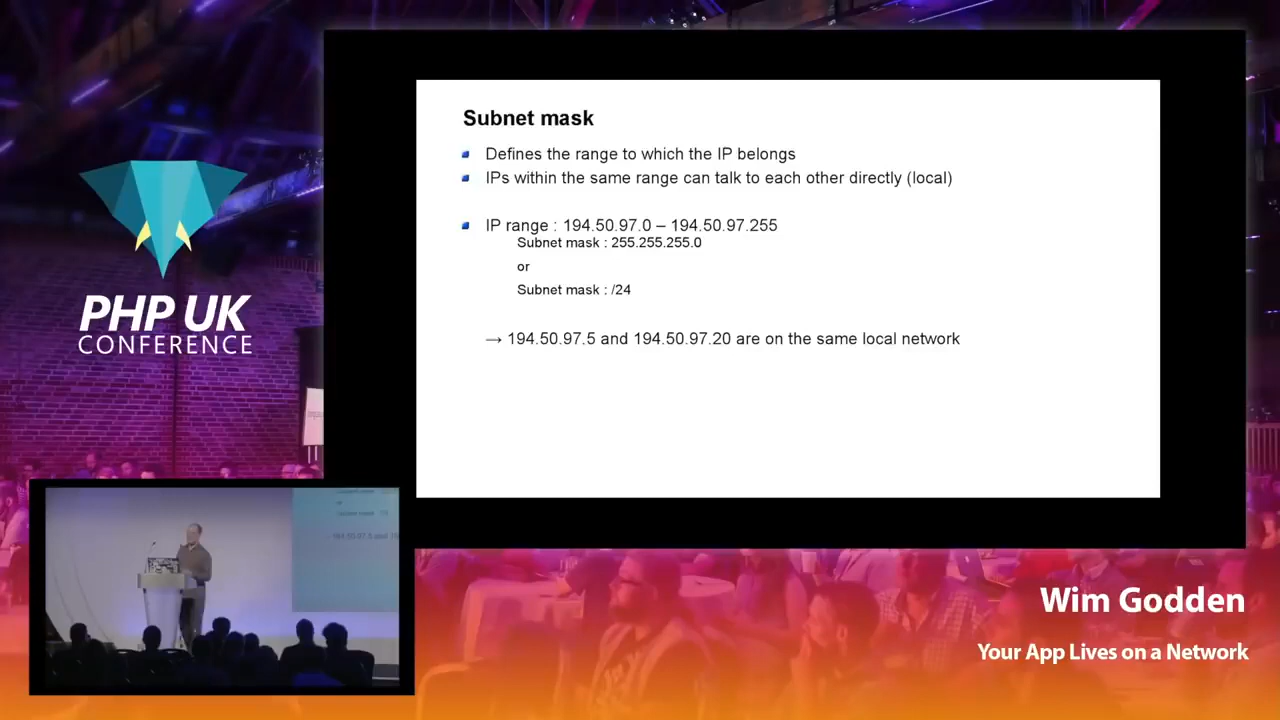 Subnet mask
Defines the range to which the IP belongs
IPs within the same range can talk to each other directly (local)
IP range : 194.50.97.0 – 194.50.97.255
Subnet mask : 255.255.255.0
or
Subnet mask : /24
→ 194.50.97.5 and 194.50.97.20 are on the same local network
PHP UK
CONFERENCE
Wim Godden
Your App Lives on a Network